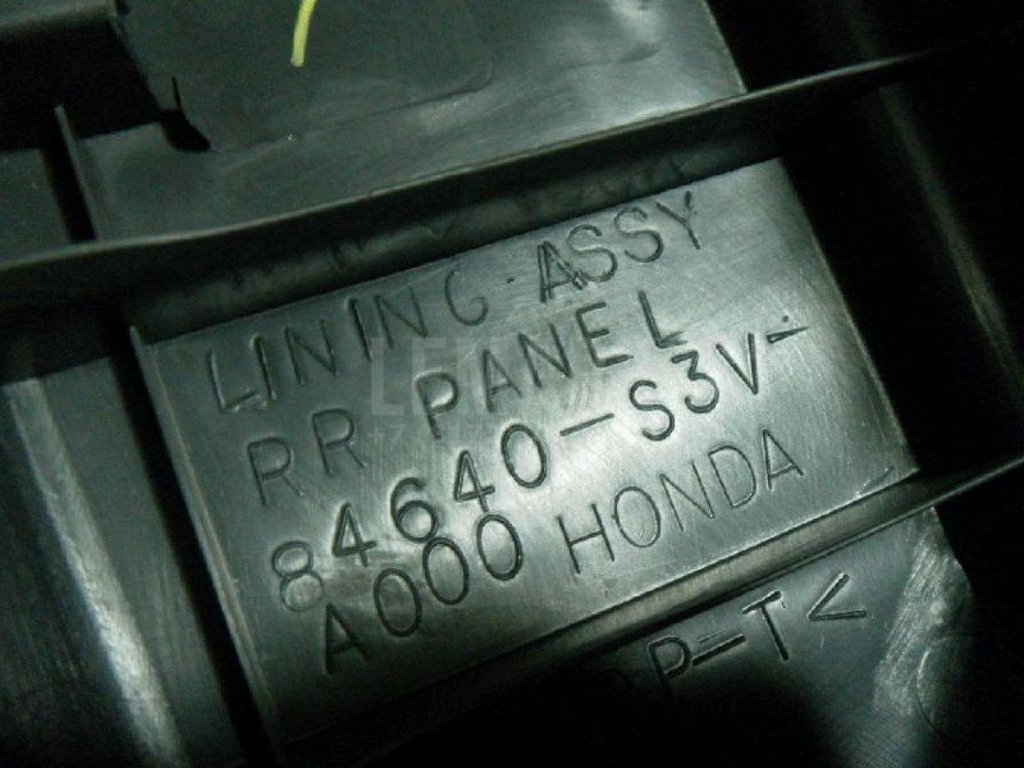 LINING ASSY
RR PANEL
84640-S3V-
A000 HONDA
P-T<